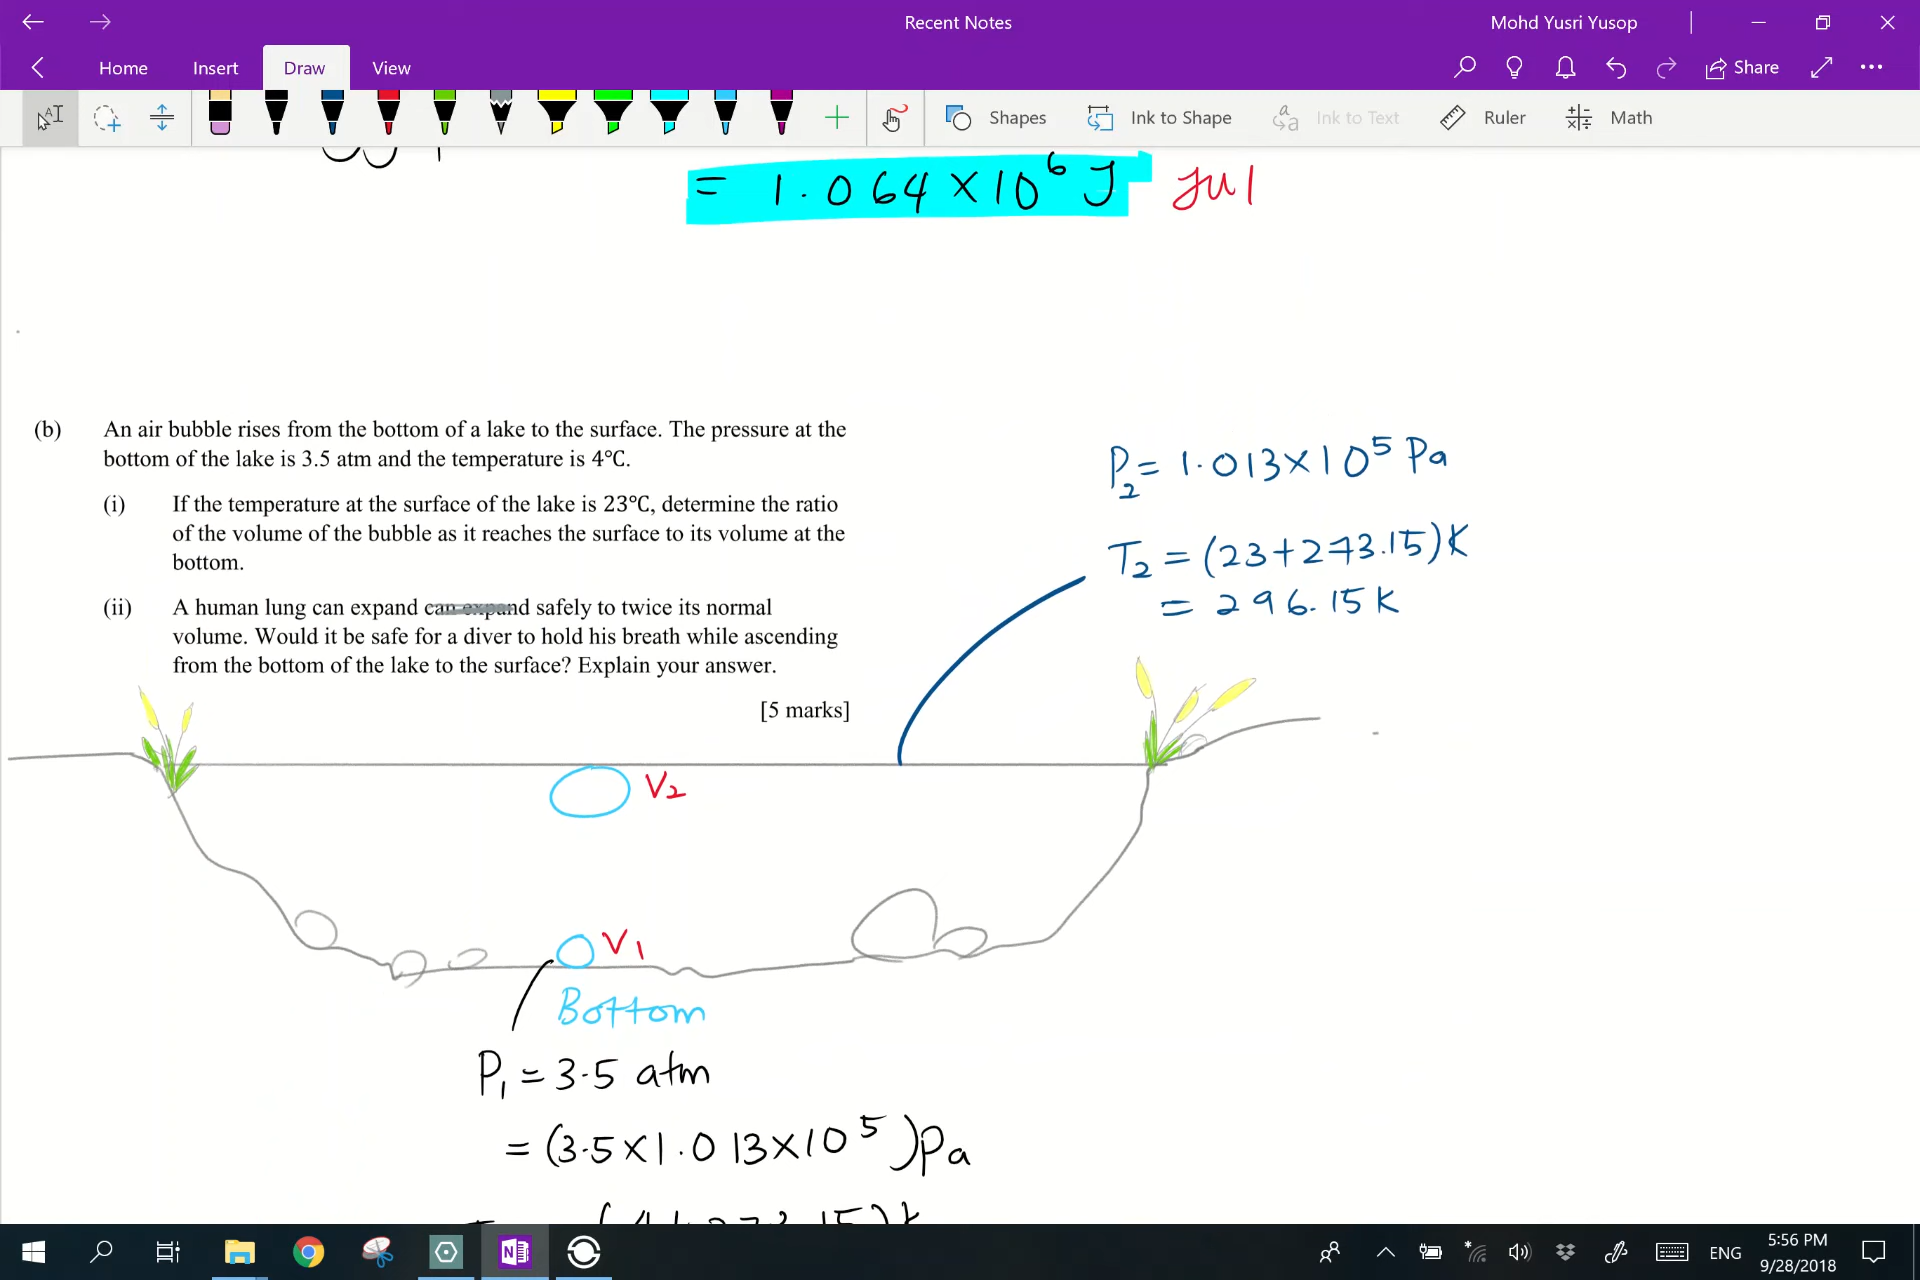 Recent Notes
Mohd Yusri Yusop
Home Insert Draw View
Share
Shapes Ink to Shape Ink to Text Ruler Math
= 1.064 × 10⁶ J Jul
(b) An air bubble rises from the bottom of a lake to the surface. The pressure at the
bottom of the lake is 3.5 atm and the temperature is 4°C.
(i) If the temperature at the surface of the lake is 23°C, determine the ratio
of the volume of the bubble as it reaches the surface to its volume at the
bottom.
(ii) A human lung can expand can expand safely to twice its normal
volume. Would it be safe for a diver to hold his breath while ascending
from the bottom of the lake to the surface? Explain your answer.
[5 marks]
P₂ = 1.013 × 10⁵ Pa
T₂ = (23 + 273.15) K
= 296.15 K
V₂
V₁
Bottom
P₁ = 3.5 atm
= (3.5 × 1.013 × 10⁵) Pa
ENG
5:56 PM
9/28/2018